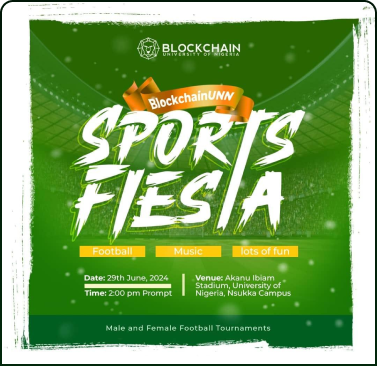 BLOCKCHAIN
UNIVERSITY OF NIGERIA
BlockchainUNN
SPORTS
FIESTA
Football
Music
lots of fun
Date: 29th June, 2024
Time: 2:00 pm Prompt
Venue: Akanu Ibiam
Stadium, University of
Nigeria, Nsukka Campus
Male and Female Football Tournaments